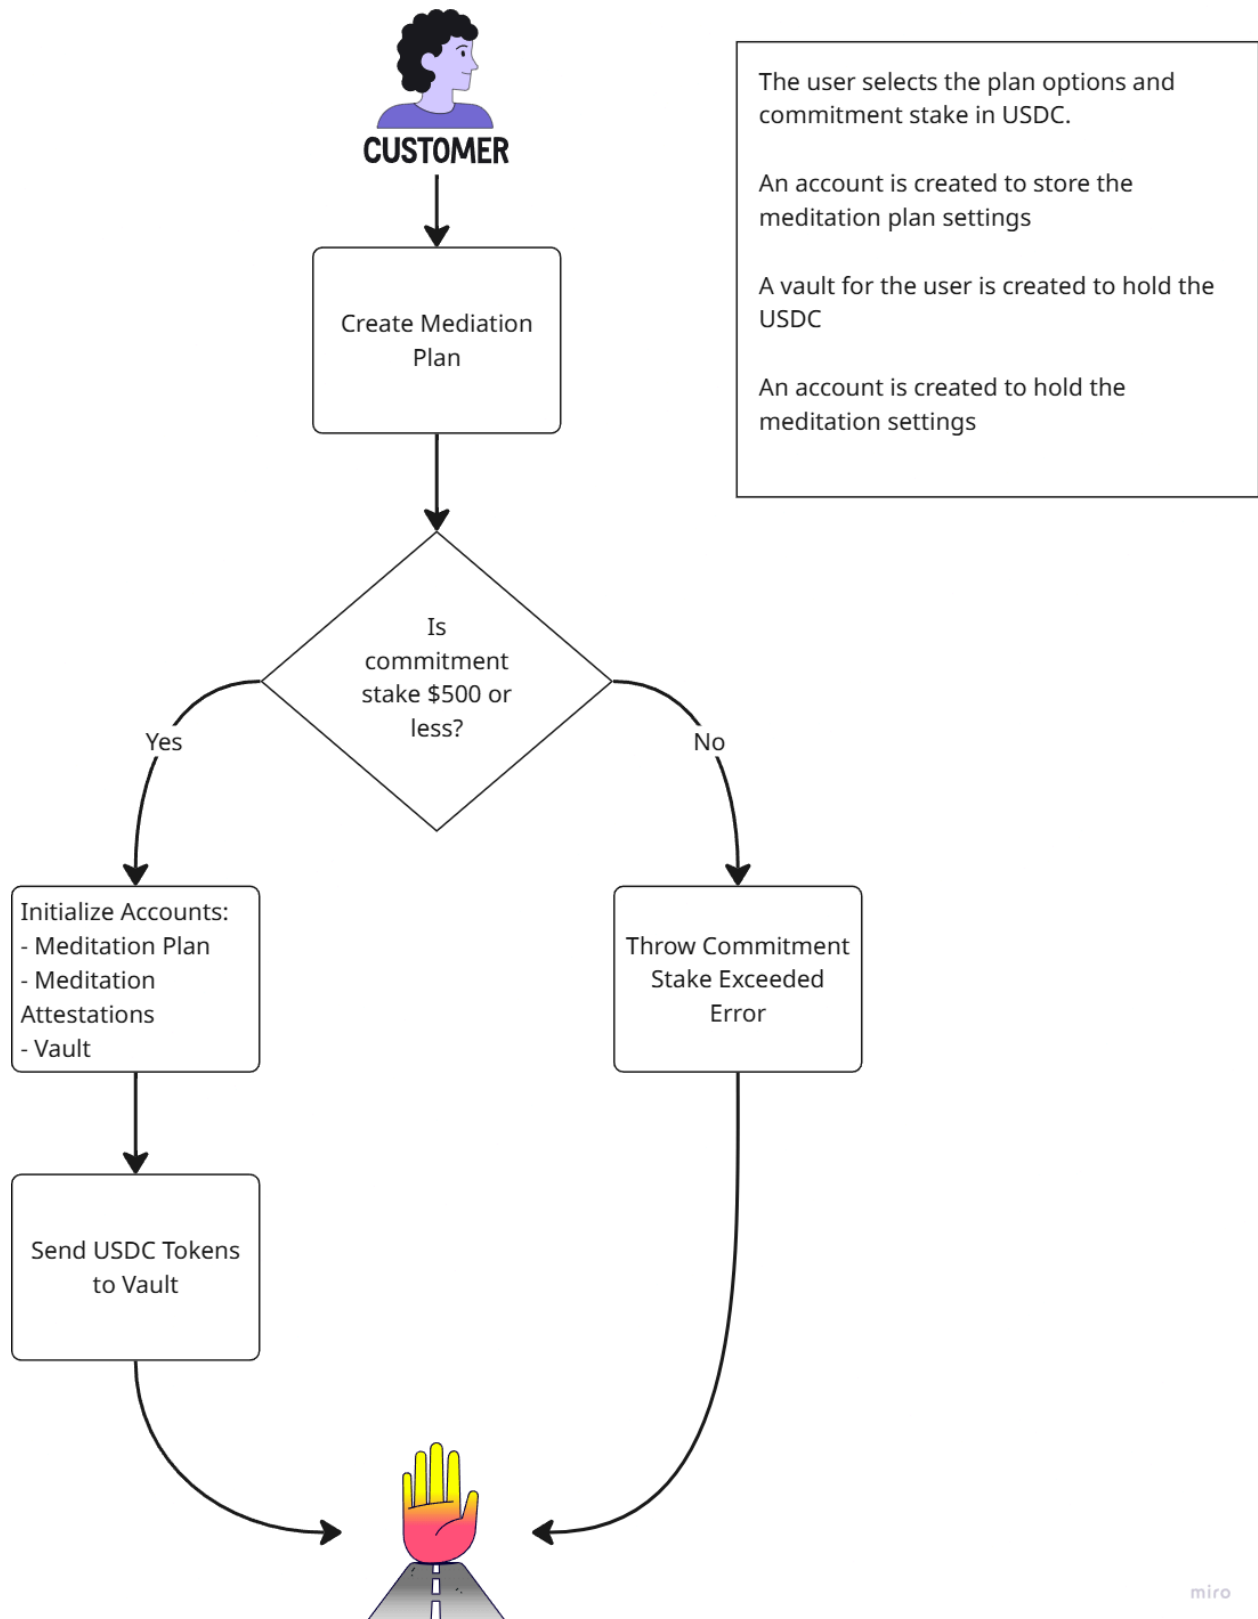 CUSTOMER
The user selects the plan options and
commitment stake in USDC.
An account is created to store the
meditation plan settings
A vault for the user is created to hold the
USDC
An account is created to hold the
meditation settings
Create Mediation
Plan
Is
commitment
stake $500 or
less?
Yes
No
Initialize Accounts:
- Meditation Plan
- Meditation
Attestations
- Vault
Throw Commitment
Stake Exceeded
Error
Send USDC Tokens
to Vault
miro